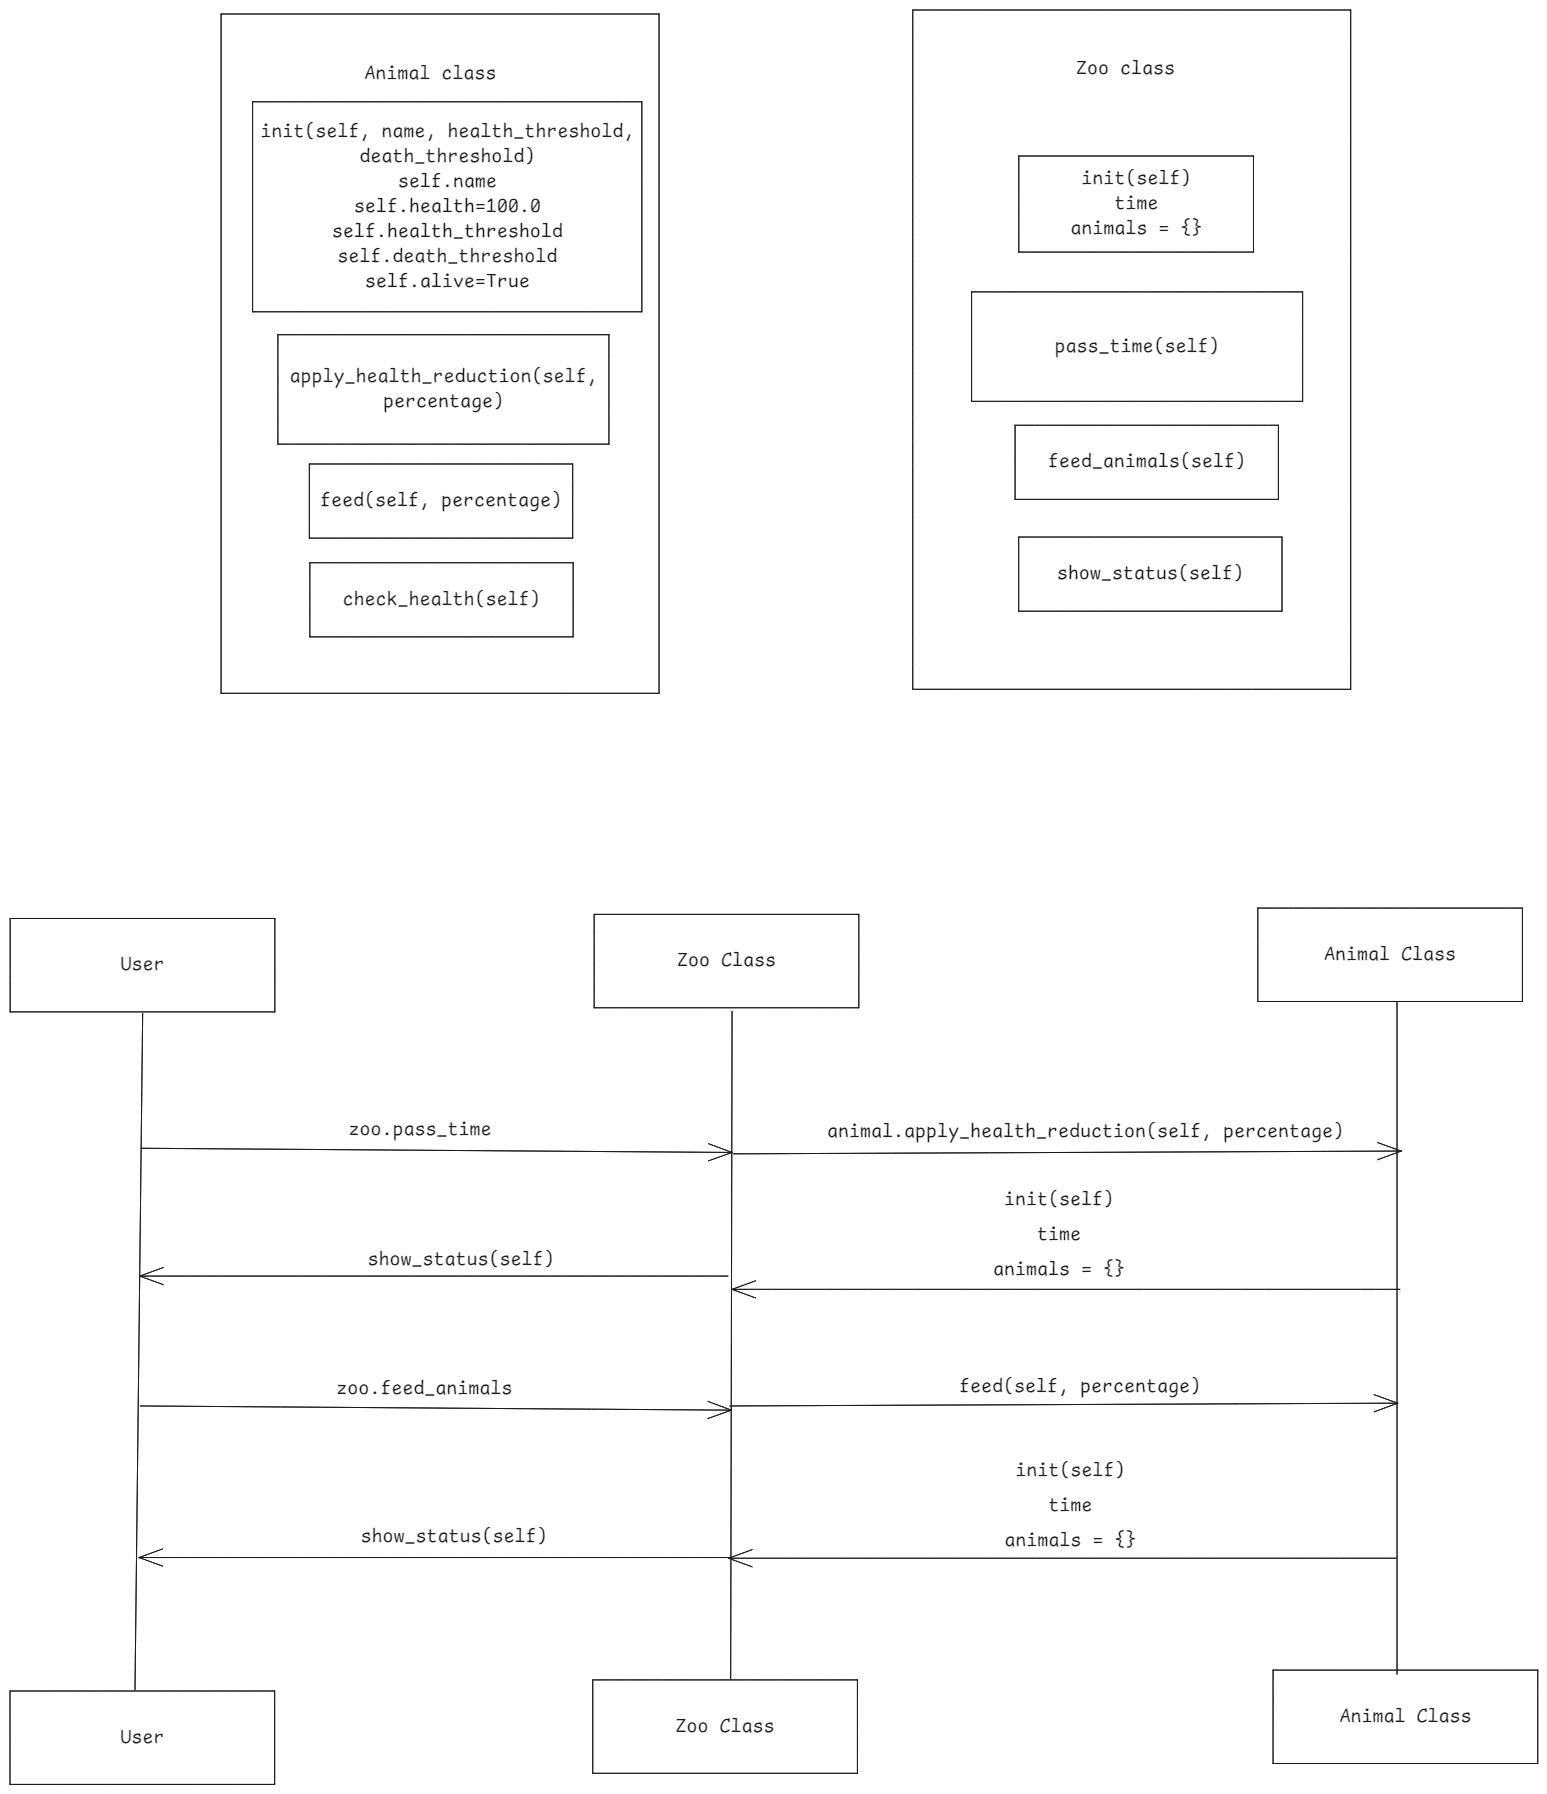 Animal class
init(self, name, health_threshold,
death_threshold)
self.name
self.health=100.0
self.health_threshold
self.death_threshold
self.alive=True
apply_health_reduction(self,
percentage)
feed(self, percentage)
check_health(self)
Zoo class
init(self)
time
animals = {}
pass_time(self)
feed_animals(self)
show_status(self)
User
Zoo Class
Animal Class
zoo.pass_time
animal.apply_health_reduction(self, percentage)
init(self)
time
animals = {}
show_status(self)
zoo.feed_animals
feed(self, percentage)
init(self)
time
animals = {}
show_status(self)
User
Zoo Class
Animal Class